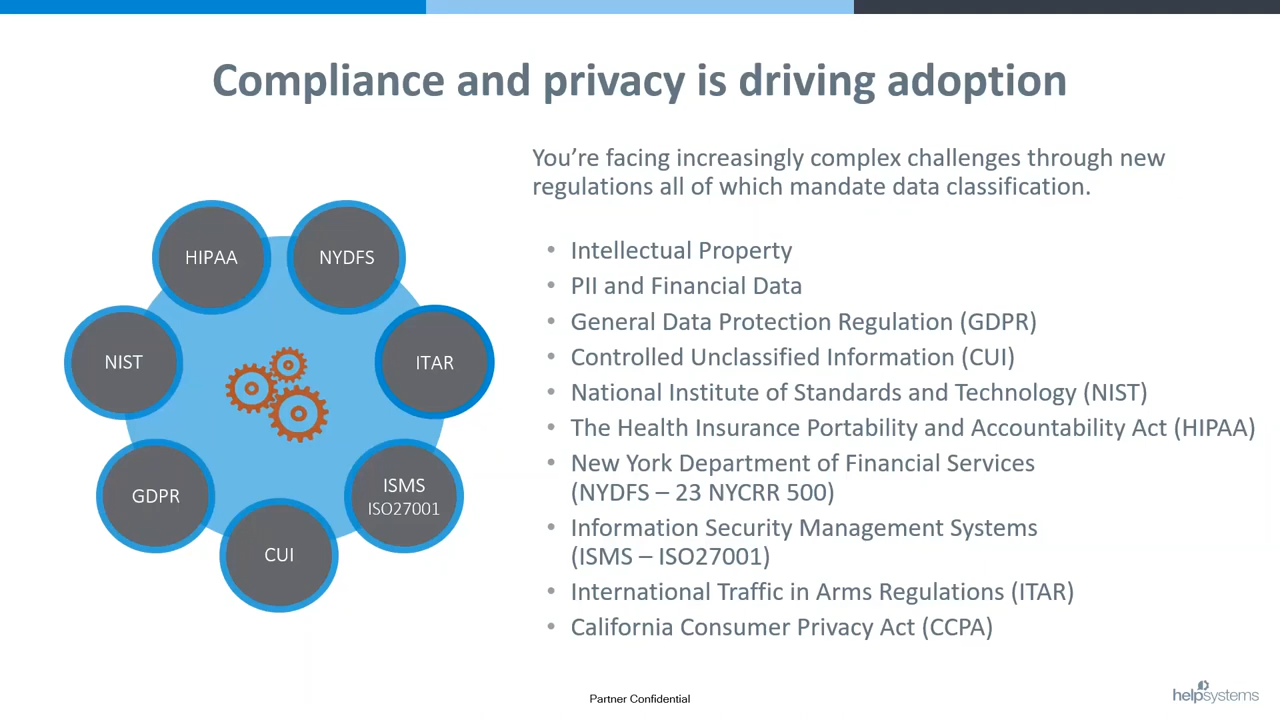 Compliance and privacy is driving adoption
You’re facing increasingly complex challenges through new
regulations all of which mandate data classification.
HIPAA
NYDFS
NIST
ITAR
GDPR
ISMS
ISO27001
CUI
• Intellectual Property
• PII and Financial Data
• General Data Protection Regulation (GDPR)
• Controlled Unclassified Information (CUI)
• National Institute of Standards and Technology (NIST)
• The Health Insurance Portability and Accountability Act (HIPAA)
• New York Department of Financial Services
(NYDFS – 23 NYCRR 500)
• Information Security Management Systems
(ISMS – ISO27001)
• International Traffic in Arms Regulations (ITAR)
• California Consumer Privacy Act (CCPA)
Partner Confidential
helpsystems